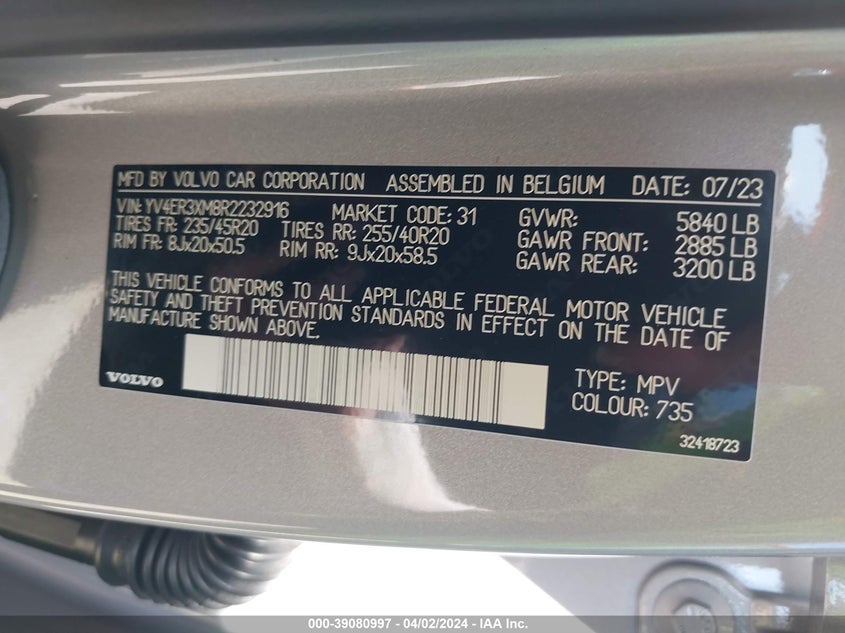 MFD BY VOLVO CAR CORPORATION ASSEMBLED IN BELGIUM DATE: 07/23
VIN: YV4ER3XM8R2232916 MARKET CODE: 31 GVWR: 5840 LB
TIRES FR: 235/45R20 TIRES RR: 255/40R20 GAWR FRONT: 2885 LB
RIM FR: 8Jx20x50.5 RIM RR: 9Jx20x58.5 GAWR REAR: 3200 LB
THIS VEHICLE CONFORMS TO ALL APPLICABLE FEDERAL MOTOR VEHICLE
SAFETY AND THEFT PREVENTION STANDARDS IN EFFECT ON THE DATE OF
MANUFACTURE SHOWN ABOVE.
VOLVO
TYPE: MPV
COLOUR: 735
32418723
000-39080997 | 04/02/2024 - IAA Inc.